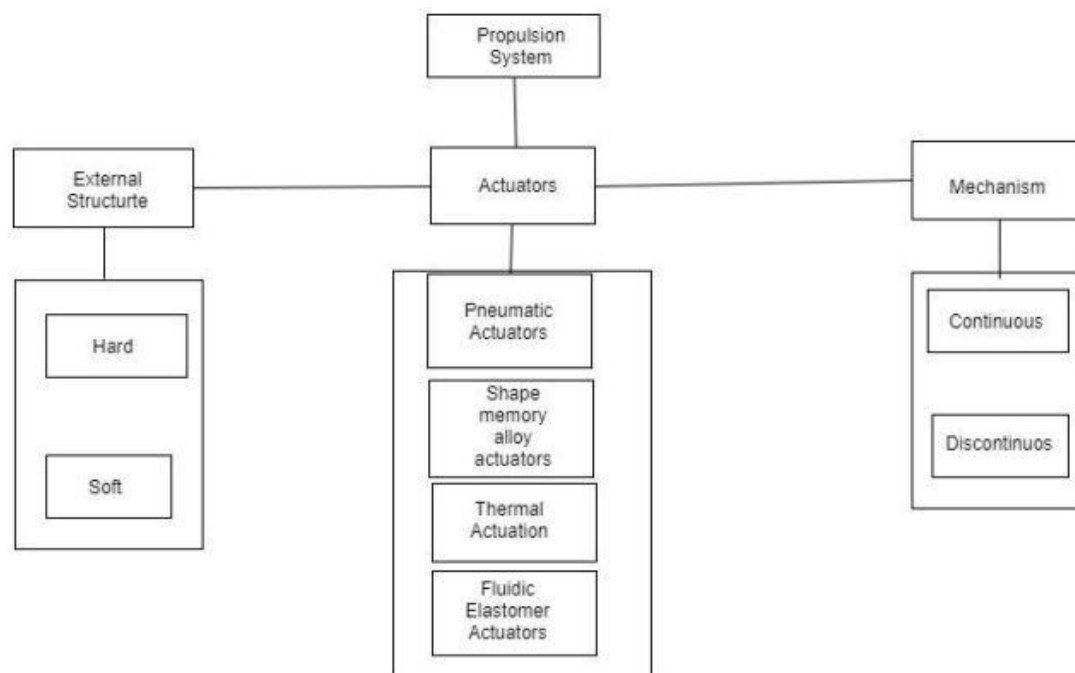 Propulsion
System
External
Structurte
Actuators
Mechanism
Hard
Soft
Pneumatic
Actuators
Shape
memory
alloy
actuators
Thermal
Actuation
Fluidic
Elastomer
Actuators
Continuous
Discontinuos